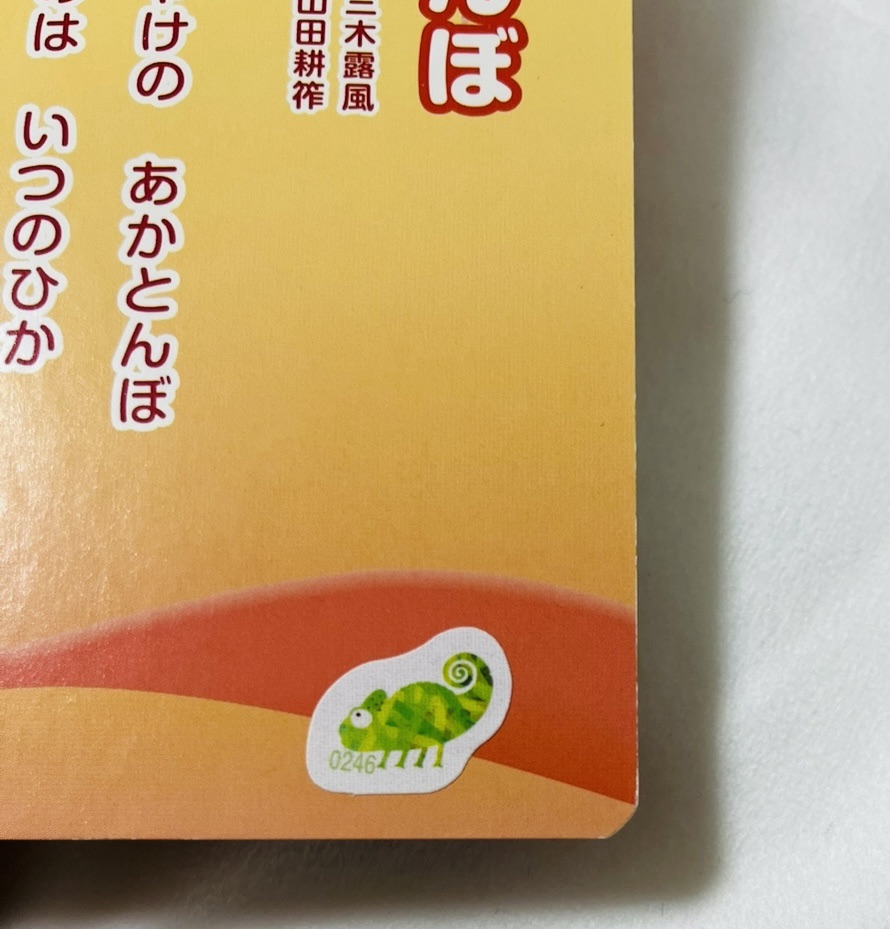 んぼ
三木露風
山田耕筰
けの あかとんぼ
は いつのひか
0246